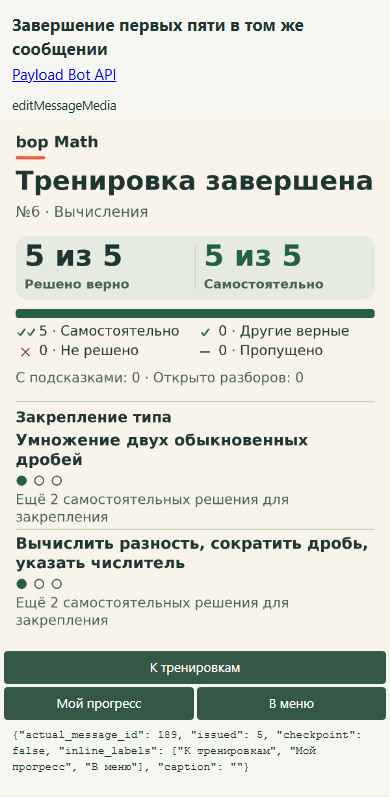 Завершение первых пяти в том же
сообщении
Payload Bot API
editMessageMedia
bop Math
Тренировка завершена
№6 · Вычисления
5 из 5
Решено верно
5 из 5
Самостоятельно
✓✓ 5 · Самостоятельно
✓ 0 · Другие верные
✕ 0 · Не решено
— 0 · Пропущено
С подсказками: 0 · Открыто разборов: 0
Закрепление типа
Умножение двух обыкновенных
дробей
Ещё 2 самостоятельных решения для
закрепления
Вычислить разность, сократить дробь,
указать числитель
Ещё 2 самостоятельных решения для
закрепления
К тренировкам
Мой прогресс
В меню
{"actual_message_id": 189, "issued": 5, "checkpoint":
false, "inline_labels": ["К тренировкам", "Мой
прогресс", "В меню"], "caption": ""}